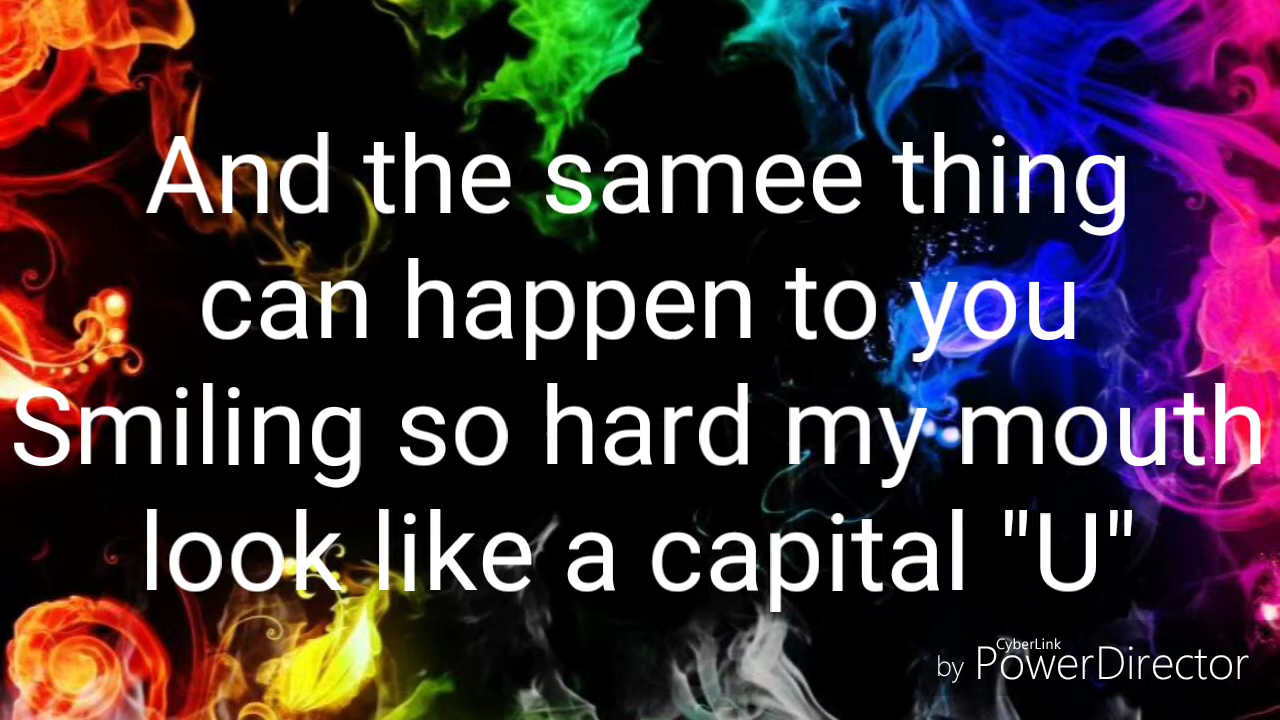 And the samee thing
can happen to you
Smiling so hard my mouth
look like a capital "U"
CyberLink
by PowerDirector